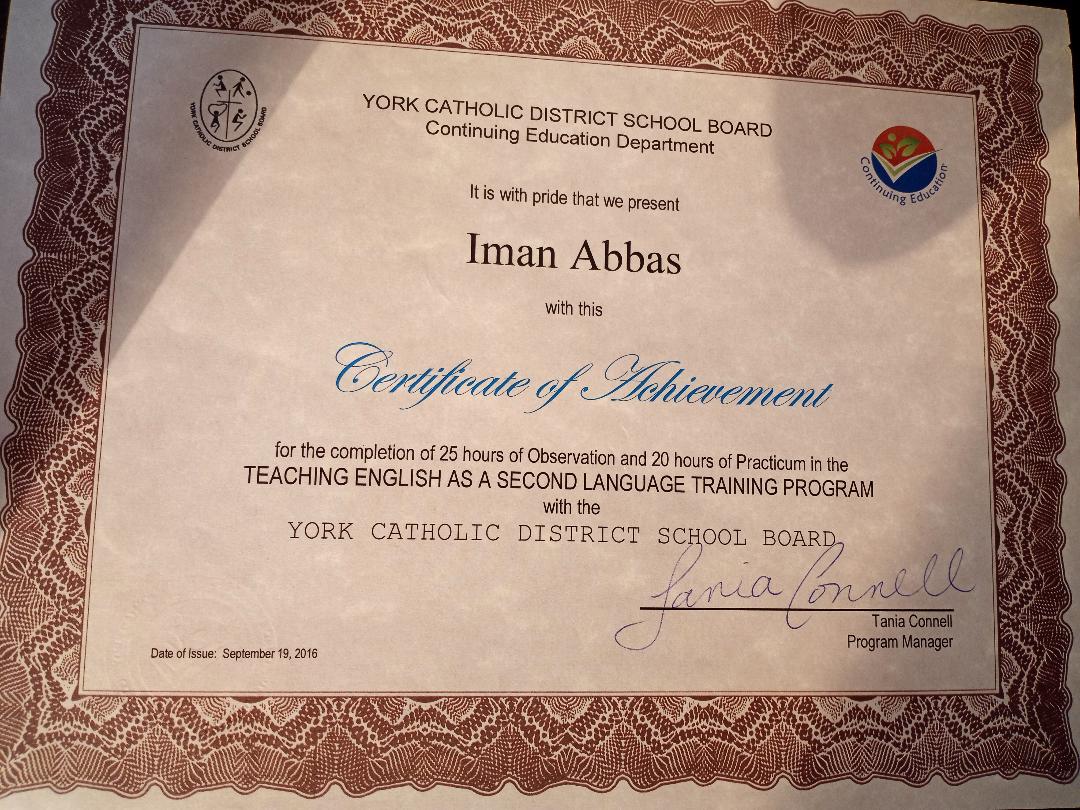 YORK CATHOLIC DISTRICT SCHOOL BOARD
YORK CATHOLIC DISTRICT SCHOOL BOARD
Continuing Education Department
Continuing Education
It is with pride that we present
Iman Abbas
with this
Certificate of Achievement
for the completion of 25 hours of Observation and 20 hours of Practicum in the
TEACHING ENGLISH AS A SECOND LANGUAGE TRAINING PROGRAM
with the
YORK CATHOLIC DISTRICT SCHOOL BOARD
Tania Connell
Tania Connell
Program Manager
Date of Issue: September 19, 2016